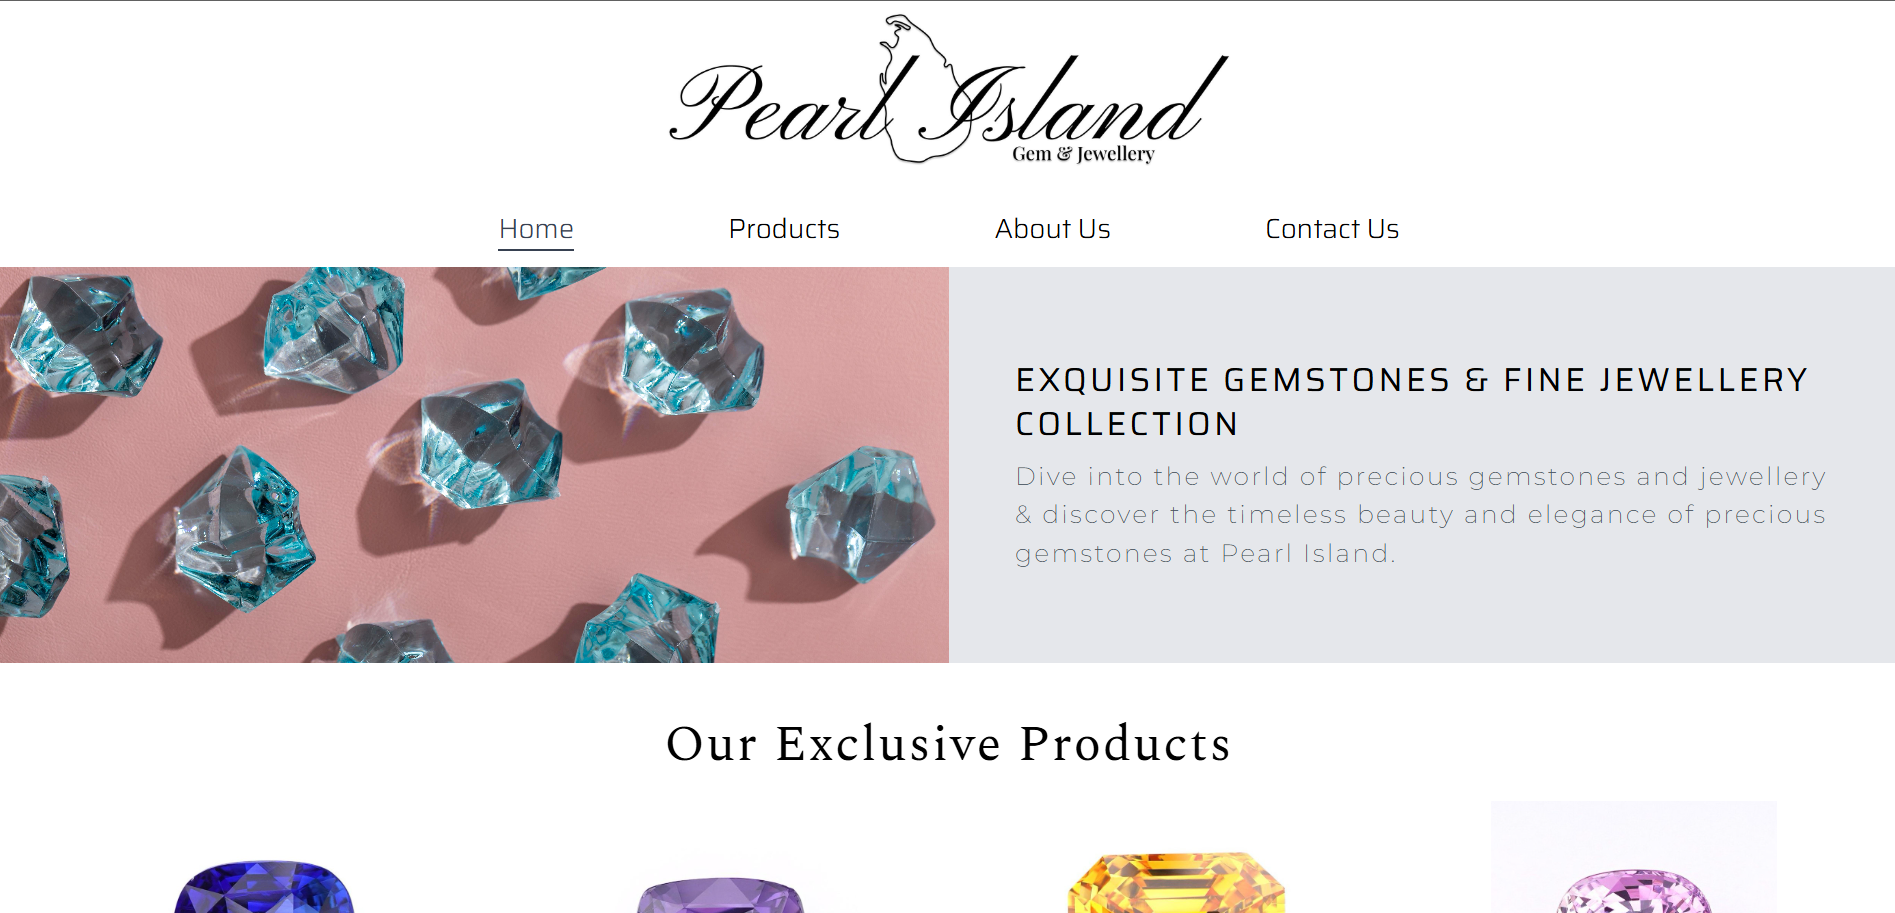 Pearl Island
Gem & Jewellery
Home
Products
About Us
Contact Us
EXQUISITE GEMSTONES & FINE JEWELLERY
COLLECTION
Dive into the world of precious gemstones and jewellery
& discover the timeless beauty and elegance of precious
gemstones at Pearl Island.
Our Exclusive Products